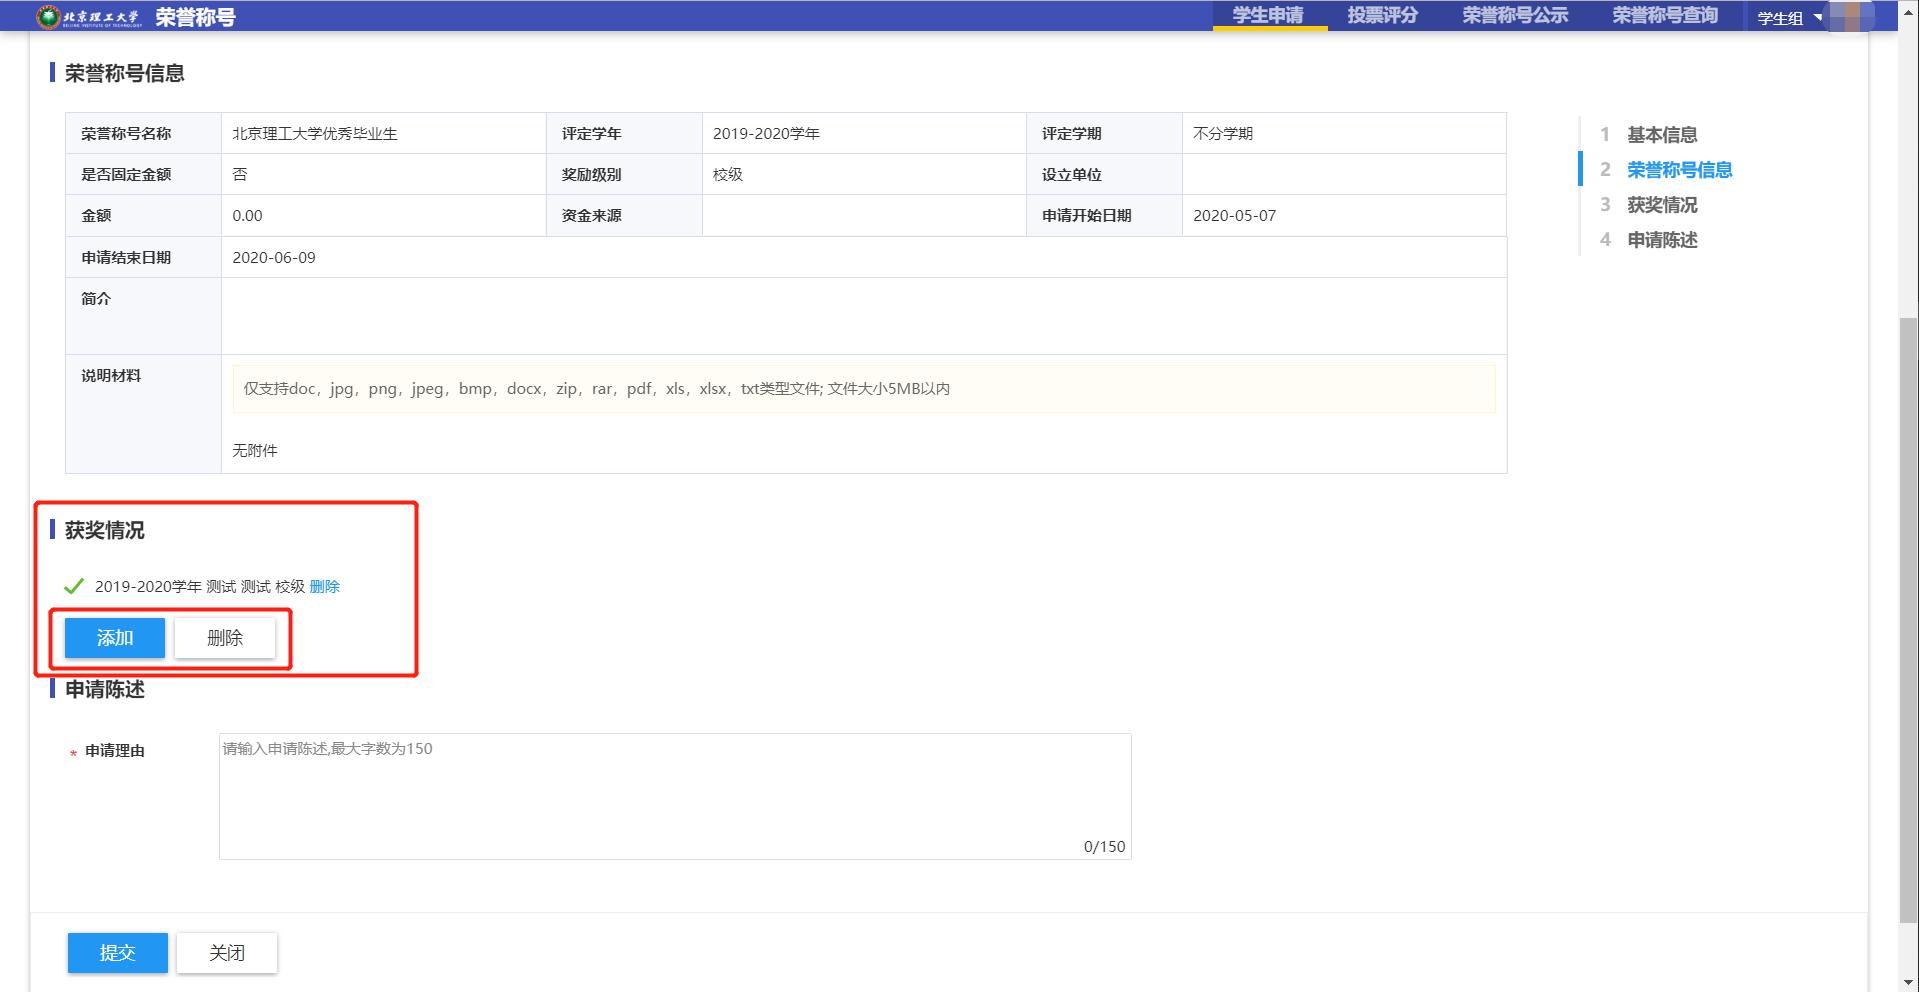 北京理工大学 荣誉称号 学生申请 投票评分 荣誉称号公示 荣誉称号查询 学生组
BEIJING INSTITUTE OF TECHNOLOGY
荣誉称号信息
荣誉称号名称 北京理工大学优秀毕业生 评定学年 2019-2020学年 评定学期 不分学期
是否固定金额 否 奖励级别 校级 设立单位
金额 0.00 资金来源 申请开始日期 2020-05-07
申请结束日期 2020-06-09
简介
说明材料 仅支持doc，jpg，png，jpeg，bmp，docx，zip，rar，pdf，xls，xlsx，txt类型文件; 文件大小5MB以内
无附件
1 基本信息
2 荣誉称号信息
3 获奖情况
4 申请陈述
获奖情况
2019-2020学年 测试 测试 校级 删除
添加 删除
申请陈述
* 申请理由 请输入申请陈述,最大字数为150
0/150
提交 关闭